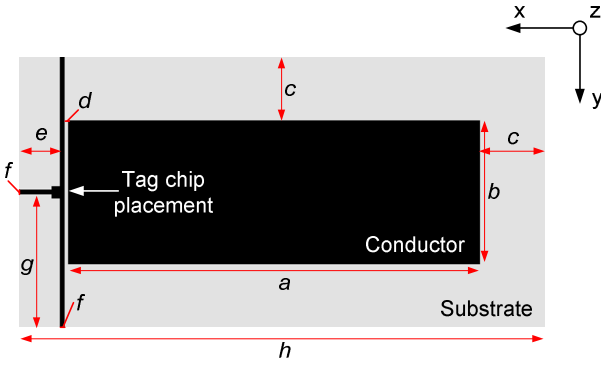 x
z
y
d
c
e
c
f
Tag chip
placement
b
Conductor
g
a
f
Substrate
h